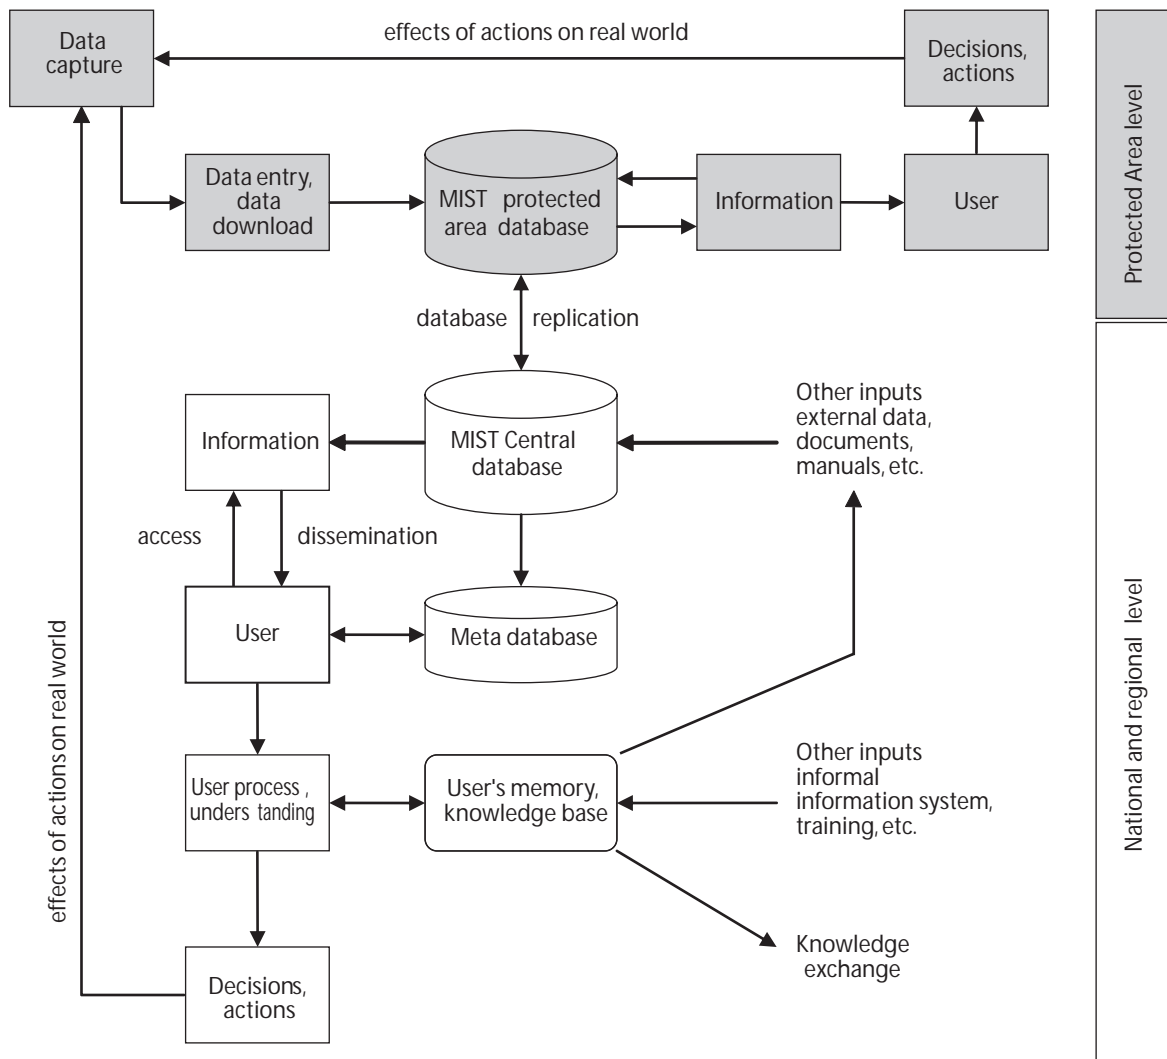 Data
capture
effects of actions on real world
Decisions,
actions
Protected Area level
Data entry,
data
download
MIST protected
area database
Information
User
database replication
Information
MIST Central
database
Other inputs
external data,
documents,
manuals, etc.
access
dissemination
User
Meta database
effects of actions on real world
National and regional level
User process ,
unders tanding
User's memory,
knowledge base
Other inputs
informal
information system,
training, etc.
Knowledge
exchange
Decisions,
actions